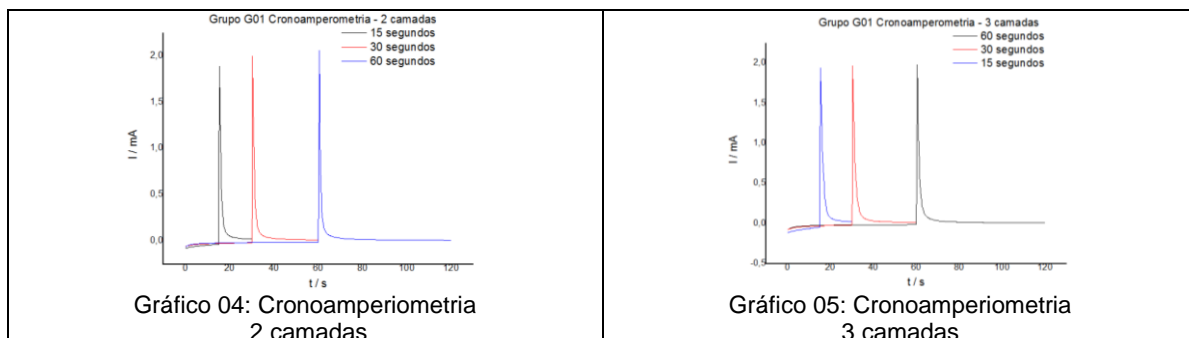 Grupo G01 Cronoamperometria - 2 camadas
15 segundos
30 segundos
60 segundos
2,0
1,5
1,0
0,5
0,0
I / mA
0 20 40 60 80 100 120
t / s
Gráfico 04: Cronoamperiometria
2 camadas
Grupo G01 Cronoamperometria - 3 camadas
60 segundos
30 segundos
15 segundos
2,0
1,5
1,0
0,5
0,0
-0,5
I / mA
0 20 40 60 80 100 120
t / s
Gráfico 05: Cronoamperiometria
3 camadas